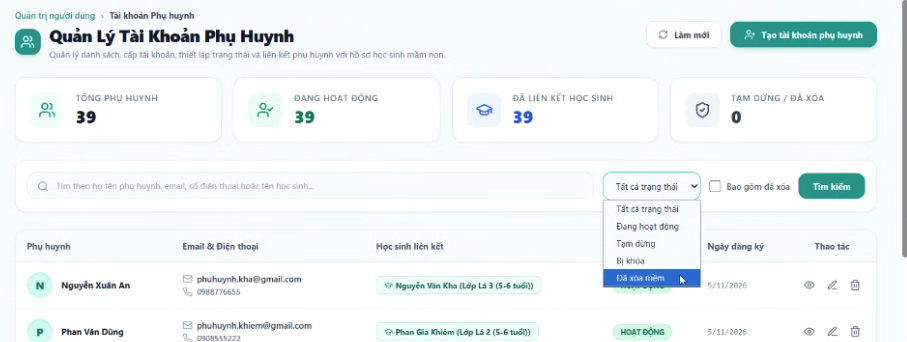 Quản trị người dùng › Tài khoản Phụ huynh
Quản Lý Tài Khoản Phụ Huynh
Quản lý danh sách, cấp tài khoản, thiết lập trạng thái và liên kết phụ huynh với hồ sơ học sinh mầm non.
Làm mới
Tạo tài khoản phụ huynh
TỔNG PHỤ HUYNH
39
ĐANG HOẠT ĐỘNG
39
ĐÃ LIÊN KẾT HỌC SINH
39
TẠM DỪNG / ĐÃ XÓA
0
Tìm theo họ tên phụ huynh, email, số điện thoại hoặc tên học sinh...
Tất cả trạng thái
Bao gồm đã xóa
Tìm kiếm
Tất cả trạng thái
Đang hoạt động
Tạm dừng
Bị khóa
Đã xóa mềm
Phụ huynh
Email & Điện thoại
Học sinh liên kết
Ngày đăng ký
Thao tác
N
Nguyễn Xuân An
phuhuynh.kha@gmail.com
0988776655
Nguyễn Văn Kha (Lớp Lá 3 (5-6 tuổi))
5/11/2026
P
Phan Văn Dũng
phuhuynh.khiem@gmail.com
0908555222
Phan Gia Khiêm (Lớp Lá 2 (5-6 tuổi))
HOẠT ĐỘNG
5/11/2026